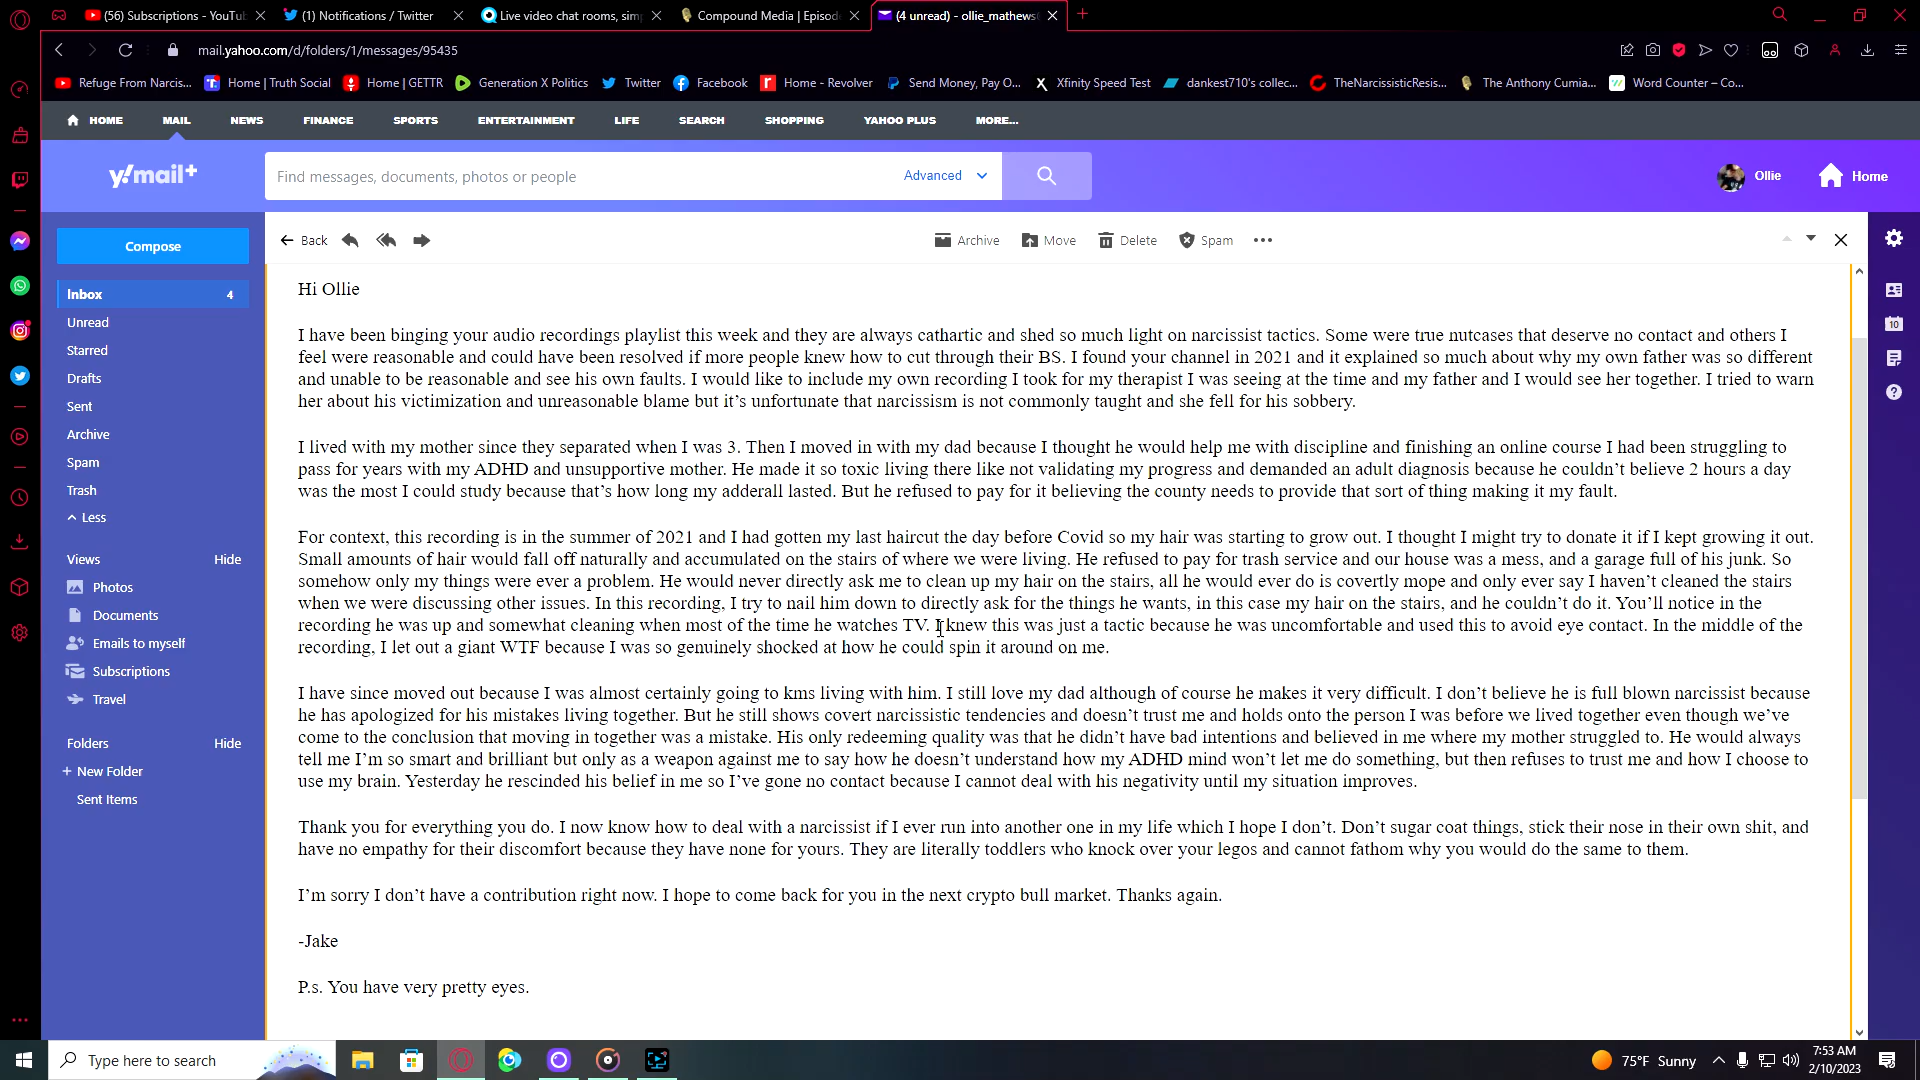 (56) Subscriptions - YouTu
(1) Notifications / Twitter
Live video chat rooms, sim
Compound Media | Episode
(4 unread) - ollie_mathews
mail.yahoo.com/d/folders/1/messages/95435
Refuge From Narcis...
Home | Truth Social
Home | GETTR
Generation X Politics
Twitter
Facebook
Home - Revolver
Send Money, Pay O...
Xfinity Speed Test
dankest710's collec...
TheNarcissisticResis...
The Anthony Cumia...
Word Counter – Co...
HOME MAIL NEWS FINANCE SPORTS ENTERTAINMENT LIFE SEARCH SHOPPING YAHOO PLUS MORE...
y!mail+
Find messages, documents, photos or people
Advanced
Ollie
Home
Compose
Back
Archive
Move
Delete
Spam
Inbox 4
Unread
Starred
Drafts
Sent
Archive
Spam
Trash
Less
Views Hide
Photos
Documents
Emails to myself
Subscriptions
Travel
Folders Hide
+ New Folder
Sent Items
10
Hi Ollie
I have been binging your audio recordings playlist this week and they are always cathartic and shed so much light on narcissist tactics. Some were true nutcases that deserve no contact and others I
feel were reasonable and could have been resolved if more people knew how to cut through their BS. I found your channel in 2021 and it explained so much about why my own father was so different
and unable to be reasonable and see his own faults. I would like to include my own recording I took for my therapist I was seeing at the time and my father and I would see her together. I tried to warn
her about his victimization and unreasonable blame but it’s unfortunate that narcissism is not commonly taught and she fell for his sobbery.
I lived with my mother since they separated when I was 3. Then I moved in with my dad because I thought he would help me with discipline and finishing an online course I had been struggling to
pass for years with my ADHD and unsupportive mother. He made it so toxic living there like not validating my progress and demanded an adult diagnosis because he couldn’t believe 2 hours a day
was the most I could study because that’s how long my adderall lasted. But he refused to pay for it believing the county needs to provide that sort of thing making it my fault.
For context, this recording is in the summer of 2021 and I had gotten my last haircut the day before Covid so my hair was starting to grow out. I thought I might try to donate it if I kept growing it out.
Small amounts of hair would fall off naturally and accumulated on the stairs of where we were living. He refused to pay for trash service and our house was a mess, and a garage full of his junk. So
somehow only my things were ever a problem. He would never directly ask me to clean up my hair on the stairs, all he would ever do is covertly mope and only ever say I haven’t cleaned the stairs
when we were discussing other issues. In this recording, I try to nail him down to directly ask for the things he wants, in this case my hair on the stairs, and he couldn’t do it. You’ll notice in the
recording he was up and somewhat cleaning when most of the time he watches TV. I knew this was just a tactic because he was uncomfortable and used this to avoid eye contact. In the middle of the
recording, I let out a giant WTF because I was so genuinely shocked at how he could spin it around on me.
I have since moved out because I was almost certainly going to kms living with him. I still love my dad although of course he makes it very difficult. I don’t believe he is full blown narcissist because
he has apologized for his mistakes living together. But he still shows covert narcissistic tendencies and doesn’t trust me and holds onto the person I was before we lived together even though we’ve
come to the conclusion that moving in together was a mistake. His only redeeming quality was that he didn’t have bad intentions and believed in me where my mother struggled to. He would always
tell me I’m so smart and brilliant but only as a weapon against me to say how he doesn’t understand how my ADHD mind won’t let me do something, but then refuses to trust me and how I choose to
use my brain. Yesterday he rescinded his belief in me so I’ve gone no contact because I cannot deal with his negativity until my situation improves.
Thank you for everything you do. I now know how to deal with a narcissist if I ever run into another one in my life which I hope I don’t. Don’t sugar coat things, stick their nose in their own shit, and
have no empathy for their discomfort because they have none for yours. They are literally toddlers who knock over your legos and cannot fathom why you would do the same to them.
I’m sorry I don’t have a contribution right now. I hope to come back for you in the next crypto bull market. Thanks again.
-Jake
P.s. You have very pretty eyes.
Type here to search
75°F Sunny
7:53 AM
2/10/2023